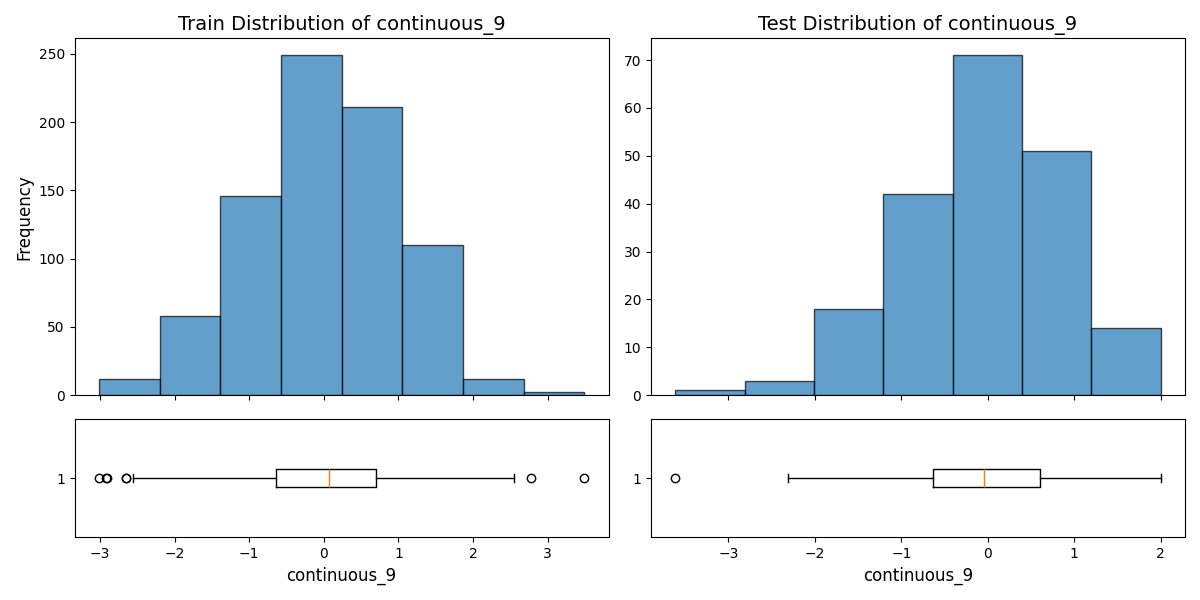 Train Distribution of continuous_9
Test Distribution of continuous_9
Frequency
250
200
150
100
50
0
70
60
50
40
30
20
10
0
1
−3 −2 −1 0 1 2 3
continuous_9
1
−3 −2 −1 0 1 2
continuous_9